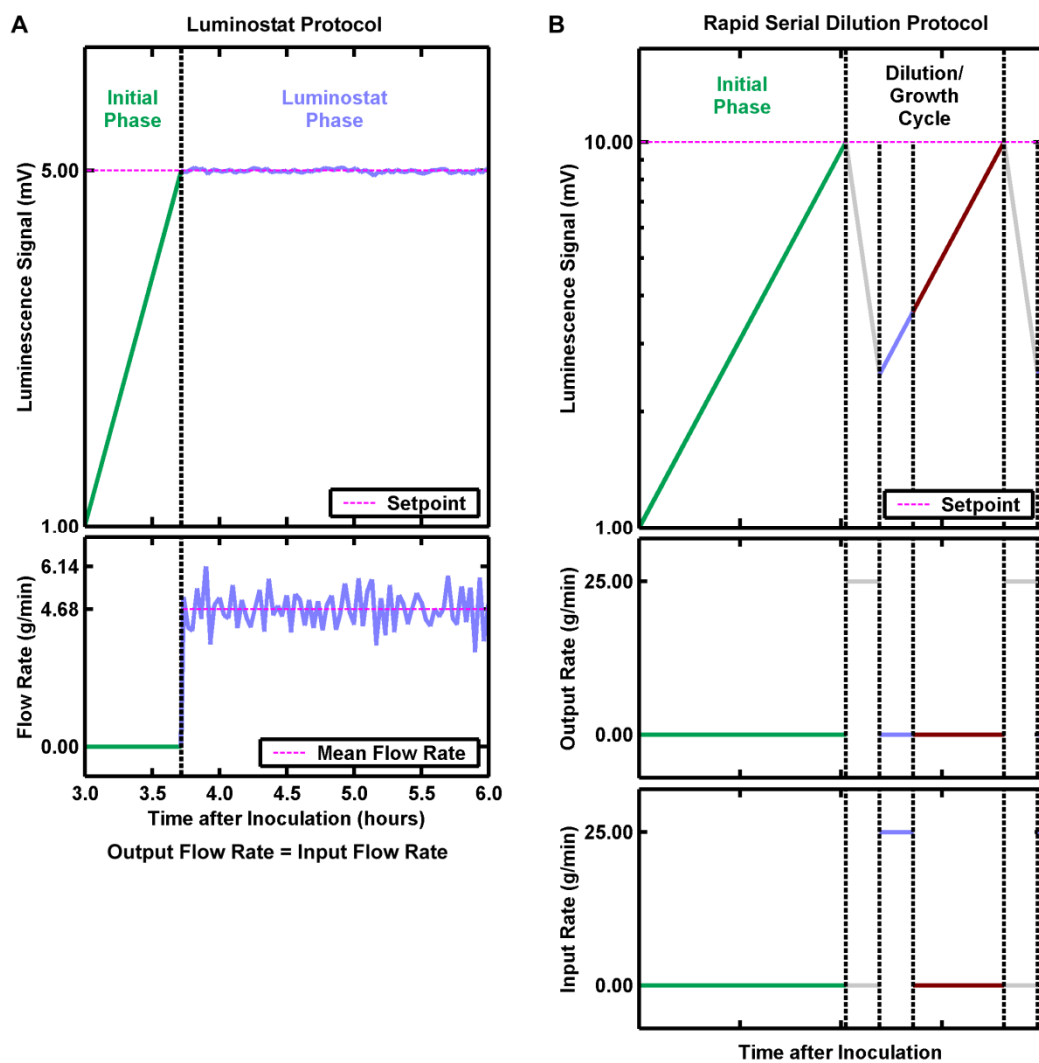 A
Luminostat Protocol
Initial
Phase
Luminostat
Phase
5.00
1.00
Luminescence Signal (mV)
Setpoint
6.14
4.68
0.00
Flow Rate (g/min)
Mean Flow Rate
3.0 3.5 4.0 4.5 5.0 5.5 6.0
Time after Inoculation (hours)
Output Flow Rate = Input Flow Rate
B
Rapid Serial Dilution Protocol
Initial
Phase
Dilution/
Growth
Cycle
10.00
1.00
Luminescence Signal (mV)
Setpoint
25.00
0.00
Output Rate (g/min)
25.00
0.00
Input Rate (g/min)
Time after Inoculation